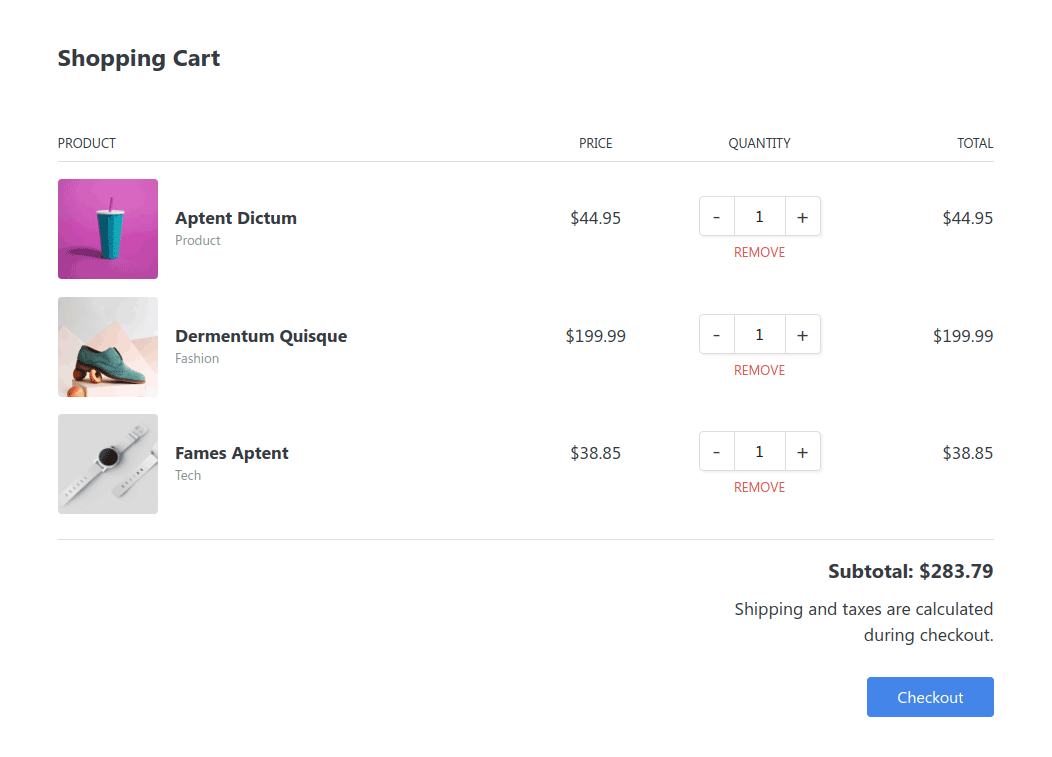 Shopping Cart
PRODUCT PRICE QUANTITY TOTAL
Aptent Dictum $44.95 - 1 + $44.95
Product
REMOVE
Dermentum Quisque $199.99 - 1 + $199.99
Fashion
REMOVE
Fames Aptent $38.85 - 1 + $38.85
Tech
REMOVE
Subtotal: $283.79
Shipping and taxes are calculated
during checkout.
Checkout